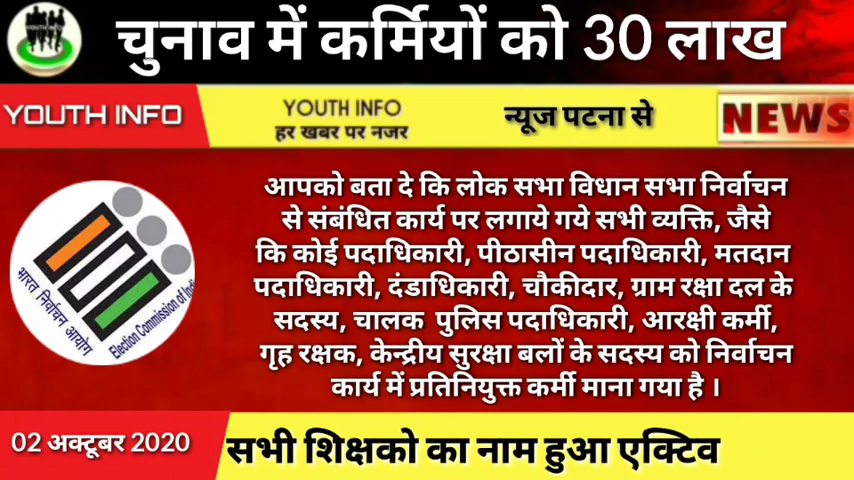 चुनाव में कर्मियों को 30 लाख
YOUTH INFO
YOUTH INFO
हर खबर पर नजर
न्यूज पटना से
NEWS
आपको बता दे कि लोक सभा विधान सभा निर्वाचन
से संबंधित कार्य पर लगाये गये सभी व्यक्ति, जैसे
कि कोई पदाधिकारी, पीठासीन पदाधिकारी, मतदान
पदाधिकारी, दंडाधिकारी, चौकीदार, ग्राम रक्षा दल के
सदस्य, चालक पुलिस पदाधिकारी, आरक्षी कर्मी,
गृह रक्षक, केन्द्रीय सुरक्षा बलों के सदस्य को निर्वाचन
कार्य में प्रतिनियुक्त कर्मी माना गया है ।
भारत निर्वाचन आयोग
Election Commission of
02 अक्टूबर 2020
सभी शिक्षको का नाम हुआ एक्टिव